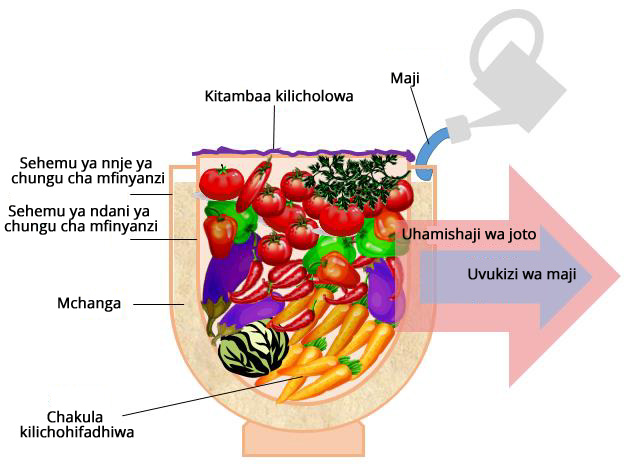 Maji
Kitambaa kilicholowa
Sehemu ya nnje ya
chungu cha mfinyanzi
Sehemu ya ndani ya
chungu cha mfinyanzi
Uhamishaji wa joto
Uvukizi wa maji
Mchanga
Chakula
kilichohifadhiwa